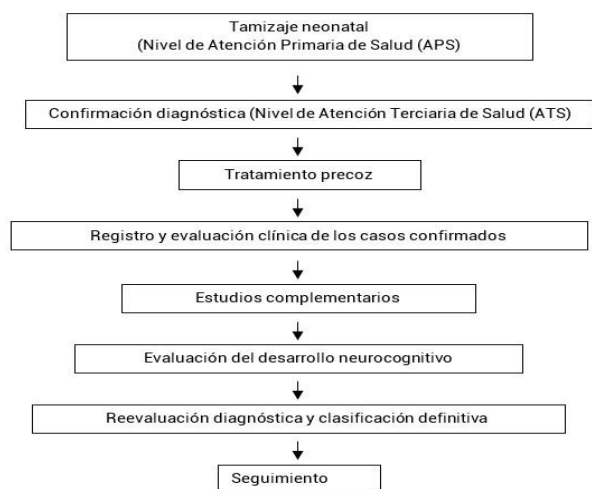 Tamizaje neonatal
(Nivel de Atención Primaria de Salud (APS)
Confirmación diagnóstica (Nivel de Atención Terciaria de Salud (ATS)
Tratamiento precoz
Registro y evaluación clínica de los casos confirmados
Estudios complementarios
Evaluación del desarrollo neurocognitivo
Reevaluación diagnóstica y clasificación definitiva
Seguimiento